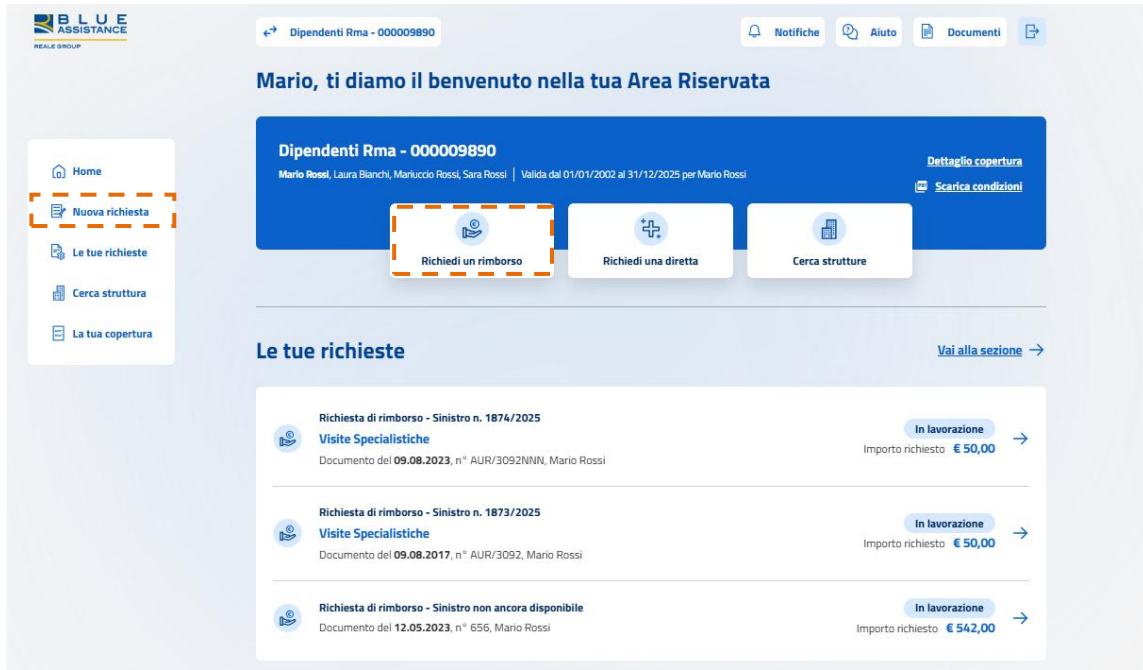 BLUE
ASSISTANCE
REALE GROUP
Dipendenti Rma - 000009890
Notifiche
Aiuto
Documenti
Mario, ti diamo il benvenuto nella tua Area Riservata
Home
Nuova richiesta
Le tue richieste
Cerca struttura
La tua copertura
Dipendenti Rma - 000009890
Mario Rossi, Laura Bianchi, Mariuccio Rossi, Sara Rossi | Valida dal 01/01/2002 al 31/12/2025 per Mario Rossi
Dettaglio copertura
Scarica condizioni
Richiedi un rimborso
Richiedi una diretta
Cerca strutture
Le tue richieste
Vai alla sezione
Richiesta di rimborso - Sinistro n. 1874/2025
Visite Specialistiche
Documento del 09.08.2023, n° AUR/3092NNN, Mario Rossi
In lavorazione
Importo richiesto € 50,00
Richiesta di rimborso - Sinistro n. 1873/2025
Visite Specialistiche
Documento del 09.08.2017, n° AUR/3092, Mario Rossi
In lavorazione
Importo richiesto € 50,00
Richiesta di rimborso - Sinistro non ancora disponibile
Documento del 12.05.2023, n° 656, Mario Rossi
In lavorazione
Importo richiesto € 542,00